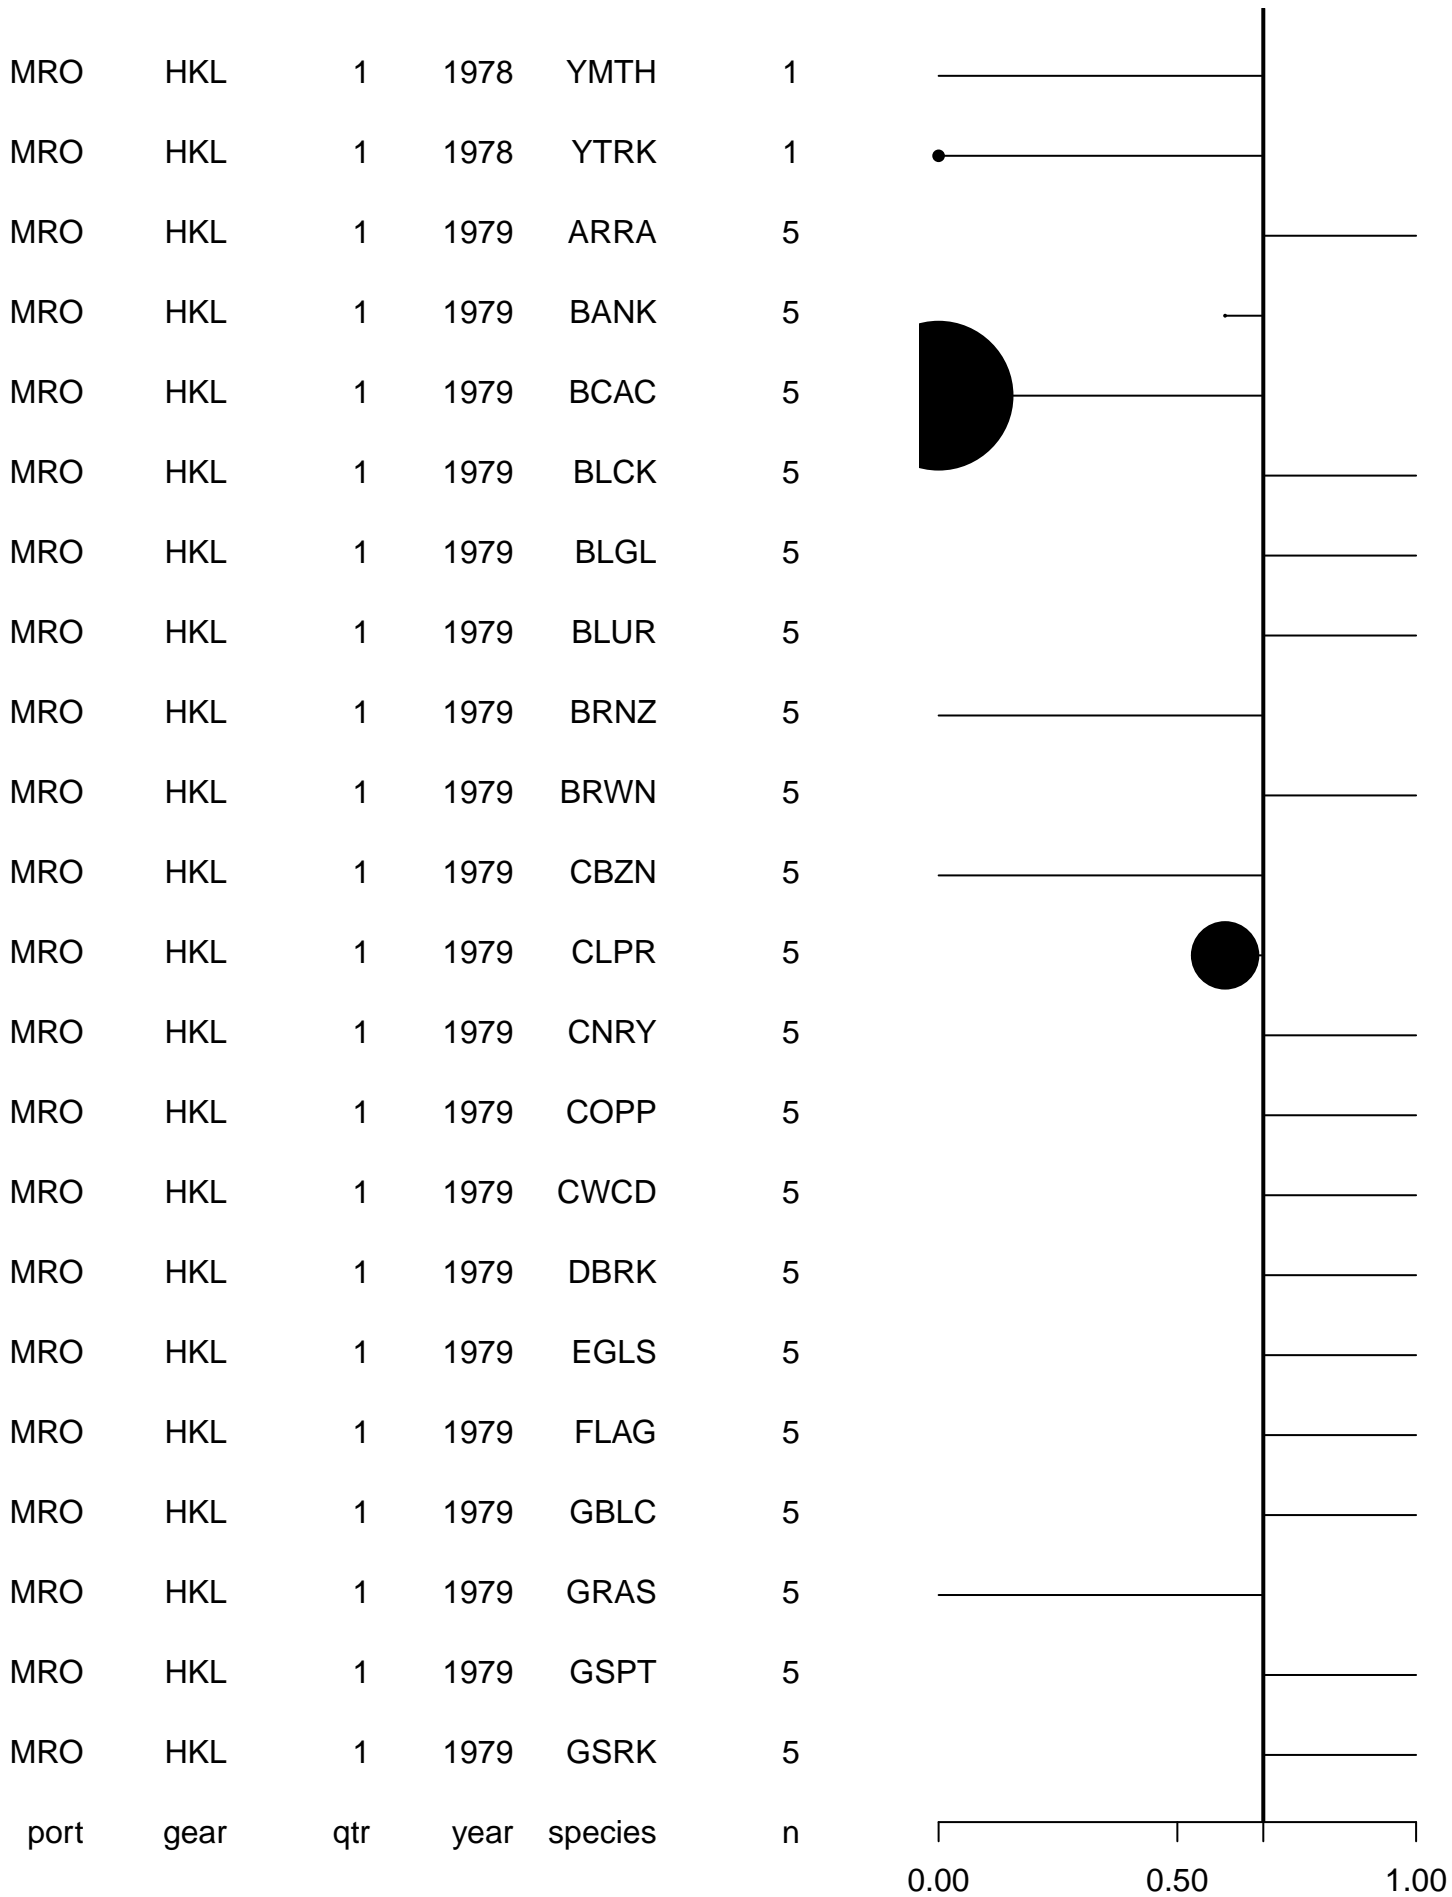 MRO HKL 1 1978 YMTH 1
MRO HKL 1 1978 YTRK 1
MRO HKL 1 1979 ARRA 5
MRO HKL 1 1979 BANK 5
MRO HKL 1 1979 BCAC 5
MRO HKL 1 1979 BLCK 5
MRO HKL 1 1979 BLGL 5
MRO HKL 1 1979 BLUR 5
MRO HKL 1 1979 BRNZ 5
MRO HKL 1 1979 BRWN 5
MRO HKL 1 1979 CBZN 5
MRO HKL 1 1979 CLPR 5
MRO HKL 1 1979 CNRY 5
MRO HKL 1 1979 COPP 5
MRO HKL 1 1979 CWCD 5
MRO HKL 1 1979 DBRK 5
MRO HKL 1 1979 EGLS 5
MRO HKL 1 1979 FLAG 5
MRO HKL 1 1979 GBLC 5
MRO HKL 1 1979 GRAS 5
MRO HKL 1 1979 GSPT 5
MRO HKL 1 1979 GSRK 5
port gear qtr year species n
0.00 0.50 1.00